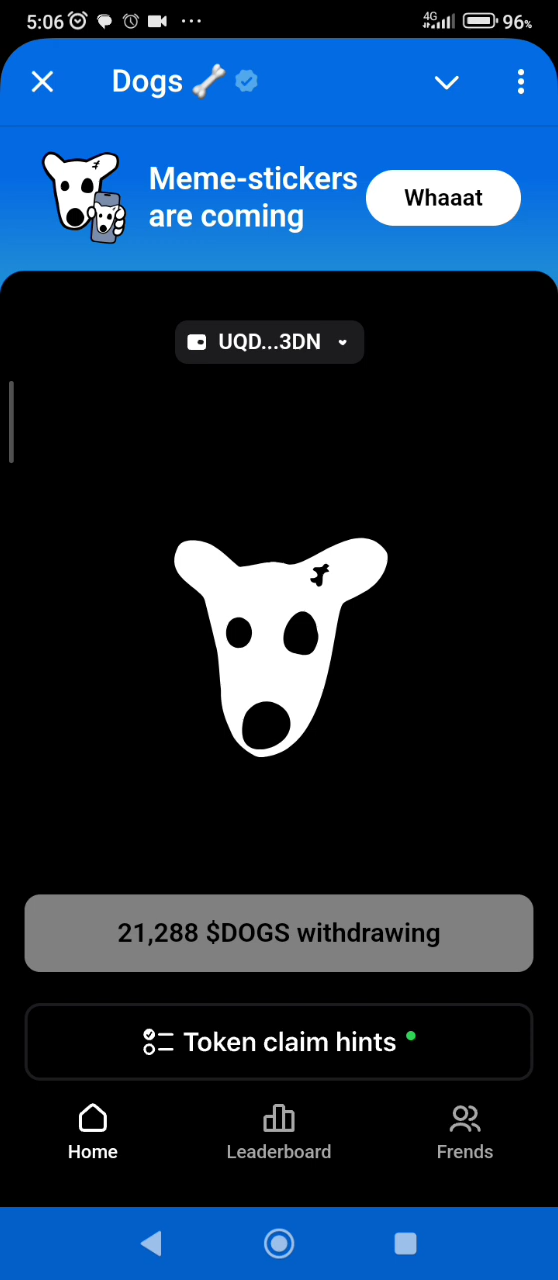 5:06
4G
96%
Dogs 🦴
Meme-stickers
are coming
Whaaat
UQD...3DN
21,288 $DOGS withdrawing
Token claim hints
Home
Leaderboard
Frends